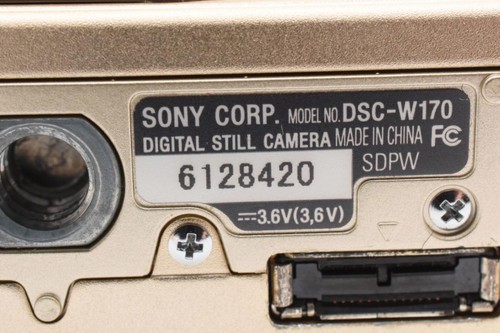 SONY CORP. MODEL NO. DSC-W170
DIGITAL STILL CAMERA MADE IN CHINA FC
6128420 SDPW
⎓3.6V(3,6V)